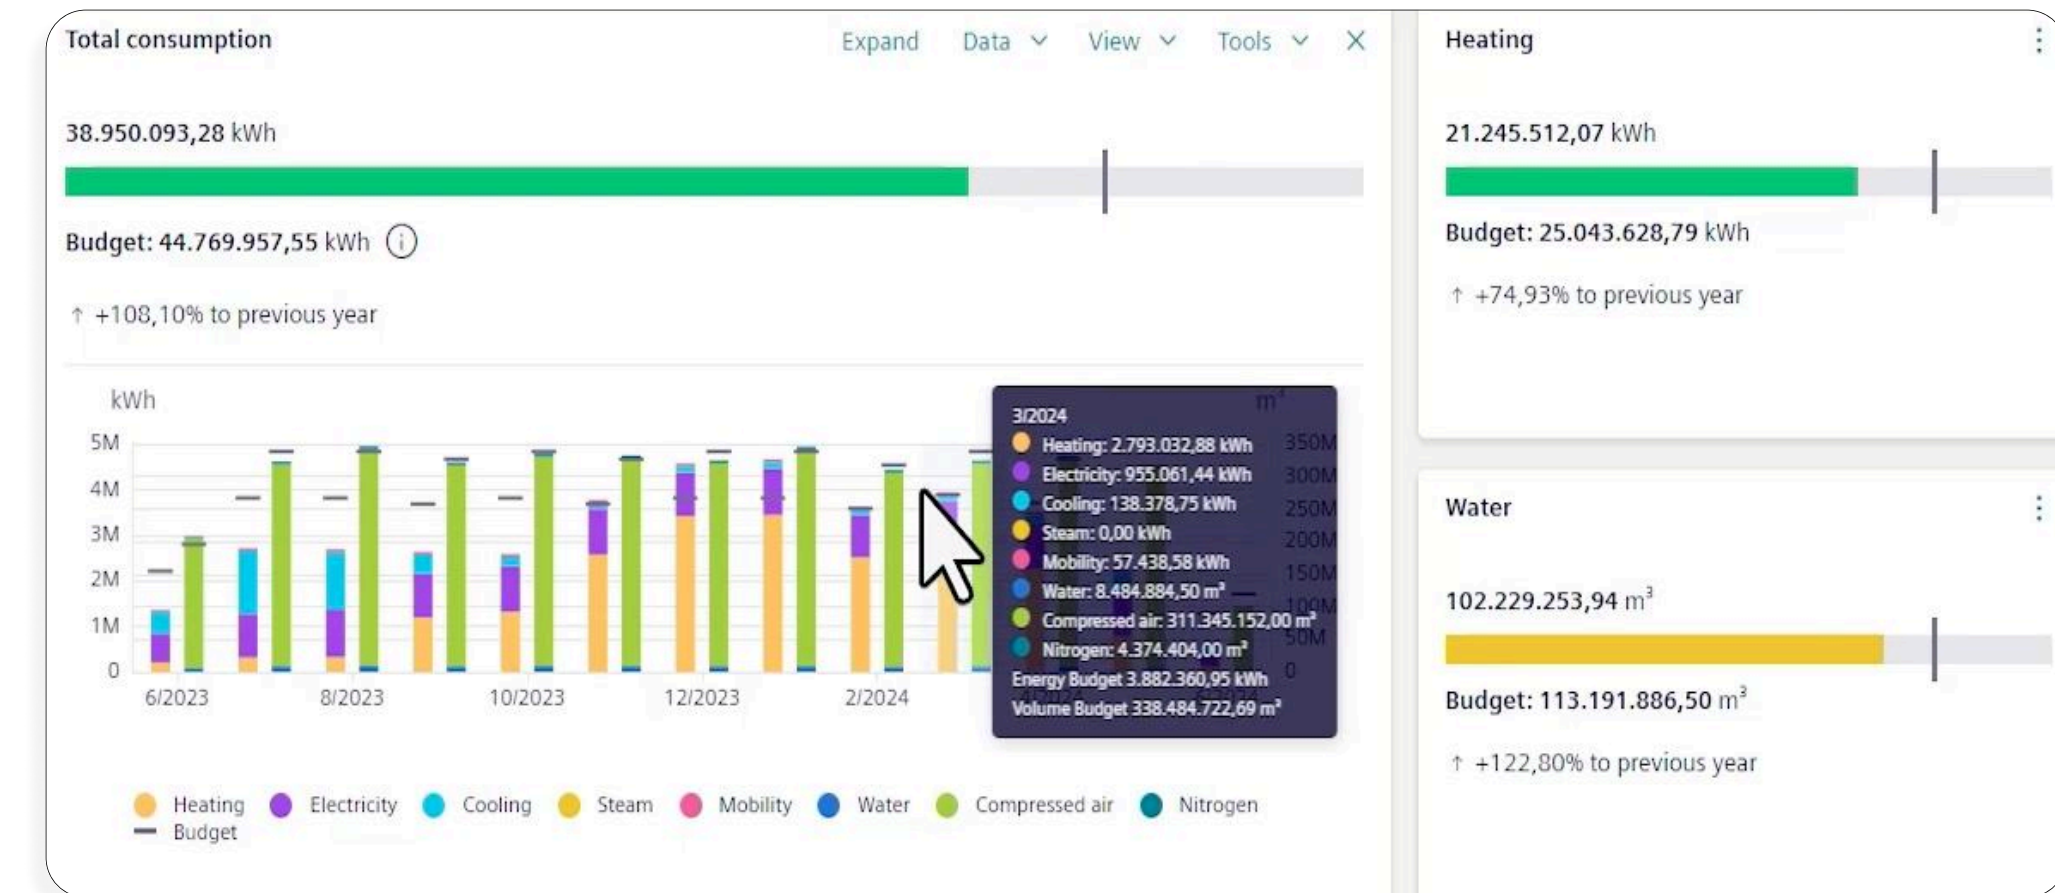 Total consumption
Expand Data View Tools
38.950.093,28 kWh
Budget: 44.769.957,55 kWh
↑ +108,10% to previous year
kWh
m³
5M
4M
3M
2M
1M
0
350M
300M
250M
200M
150M
100M
50M
0
6/2023 8/2023 10/2023 12/2023 2/2024
3/2024
Heating: 2.793.032,88 kWh
Electricity: 955.061,44 kWh
Cooling: 138.378,75 kWh
Steam: 0,00 kWh
Mobility: 57.438,58 kWh
Water: 8.484.884,50 m³
Compressed air: 311.345.152,00 m³
Nitrogen: 4.374.404,00 m³
Energy Budget 3.882.360,95 kWh
Volume Budget 338.484.722,69 m³
Heating Electricity Cooling Steam Mobility Water Compressed air Nitrogen
Budget
Heating
21.245.512,07 kWh
Budget: 25.043.628,79 kWh
↑ +74,93% to previous year
Water
102.229.253,94 m³
Budget: 113.191.886,50 m³
↑ +122,80% to previous year